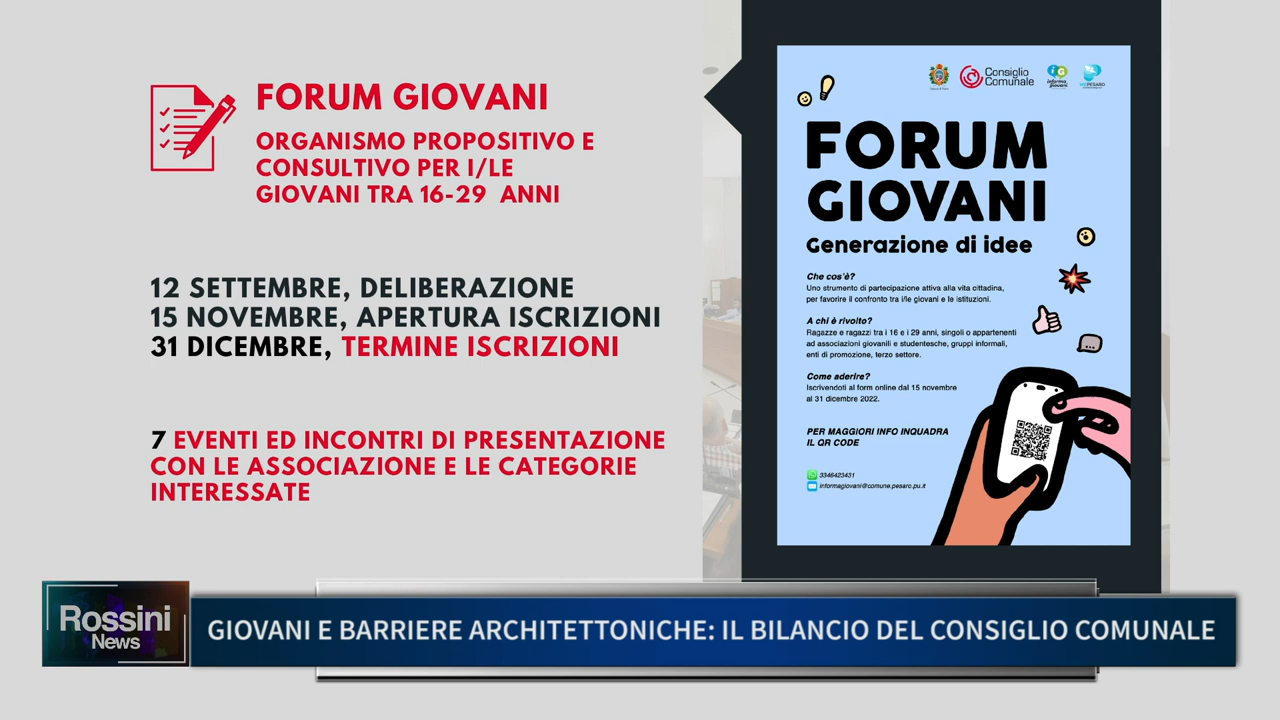 FORUM GIOVANI
ORGANISMO PROPOSITIVO E
CONSULTIVO PER I/LE
GIOVANI TRA 16-29 ANNI
12 SETTEMBRE, DELIBERAZIONE
15 NOVEMBRE, APERTURA ISCRIZIONI
31 DICEMBRE, TERMINE ISCRIZIONI
7 EVENTI ED INCONTRI DI PRESENTAZIONE
CON LE ASSOCIAZIONE E LE CATEGORIE
INTERESSATE
Consiglio
Comunale
informa
giovani
FORUM
GIOVANI
Generazione di idee
Che cos'è?
Uno strumento di partecipazione attiva alla vita cittadina,
per favorire il confronto tra i/le giovani e le istituzioni.
A chi è rivolto?
Ragazze e ragazzi tra i 16 e i 29 anni, singoli o appartenenti
ad associazioni giovanili e studentesche, gruppi informali,
enti di promozione, terzo settore.
Come aderire?
Iscrivendoti al form online dal 15 novembre
al 31 dicembre 2022.
PER MAGGIORI INFO INQUADRA
IL QR CODE
3346423431
informagiovani@comune.pesaro.pu.it
Rossini
News
GIOVANI E BARRIERE ARCHITETTONICHE: IL BILANCIO DEL CONSIGLIO COMUNALE